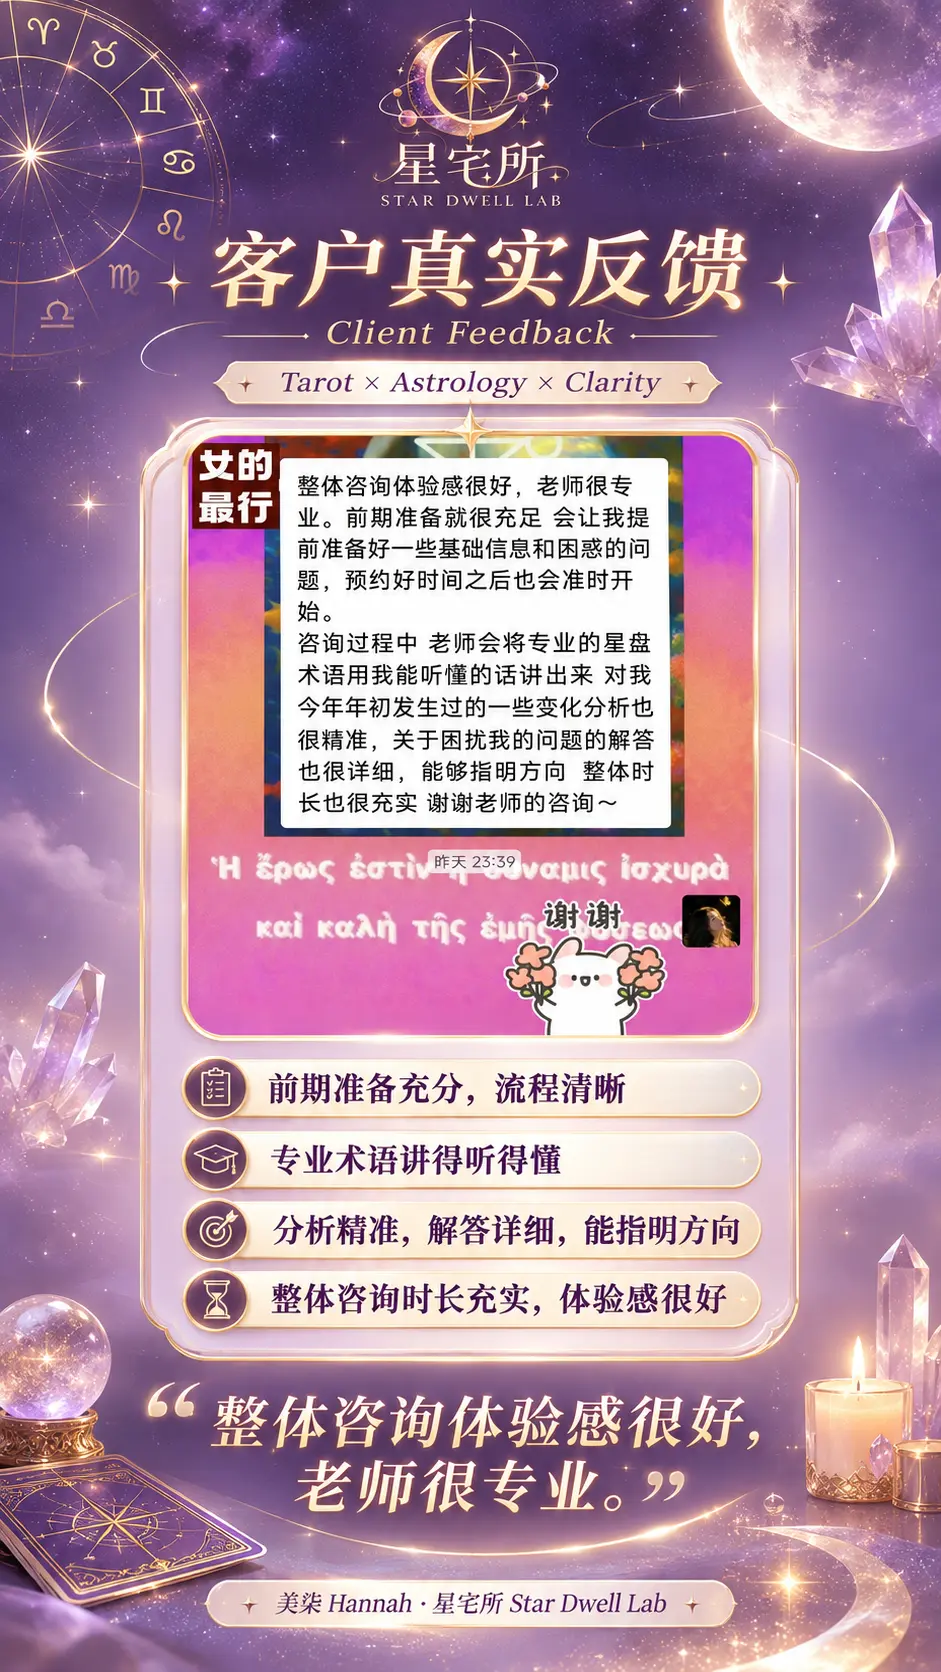 星宅所
STAR DWELL LAB
客户真实反馈
Client Feedback
Tarot × Astrology × Clarity
女的
最行
整体咨询体验感很好，老师很专
业。前期准备就很充足 会让我提
前准备好一些基础信息和困惑的问
题，预约好时间之后也会准时开
始。
咨询过程中 老师会将专业的星盘
术语用我能听懂的话讲出来 对我
今年年初发生过的一些变化分析也
很精准，关于困扰我的问题的解答
也很详细，能够指明方向 整体时
长也很充实 谢谢老师的咨询～
昨天 23:39
Ἡ ἔρως ἐστὶν ἡ δύναμις ἰσχυρὰ
谢谢
καὶ καλὴ τῆς ἐμῆς
前期准备充分，流程清晰
专业术语讲得听得懂
分析精准，解答详细，能指明方向
整体咨询时长充实，体验感很好
“整体咨询体验感很好，
老师很专业。”
美柒 Hannah · 星宅所 Star Dwell Lab